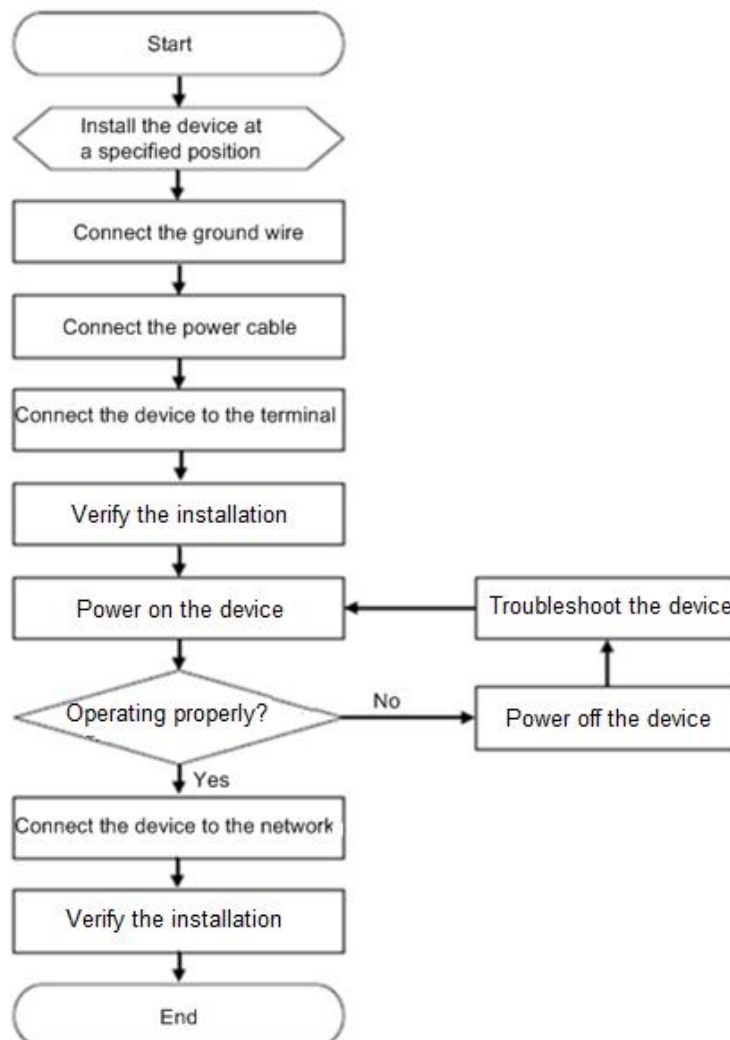 Start
Install the device at
a specified position
Connect the ground wire
Connect the power cable
Connect the device to the terminal
Verify the installation
Power on the device
Troubleshoot the device
Operating properly?
No
Power off the device
Yes
Connect the device to the network
Verify the installation
End